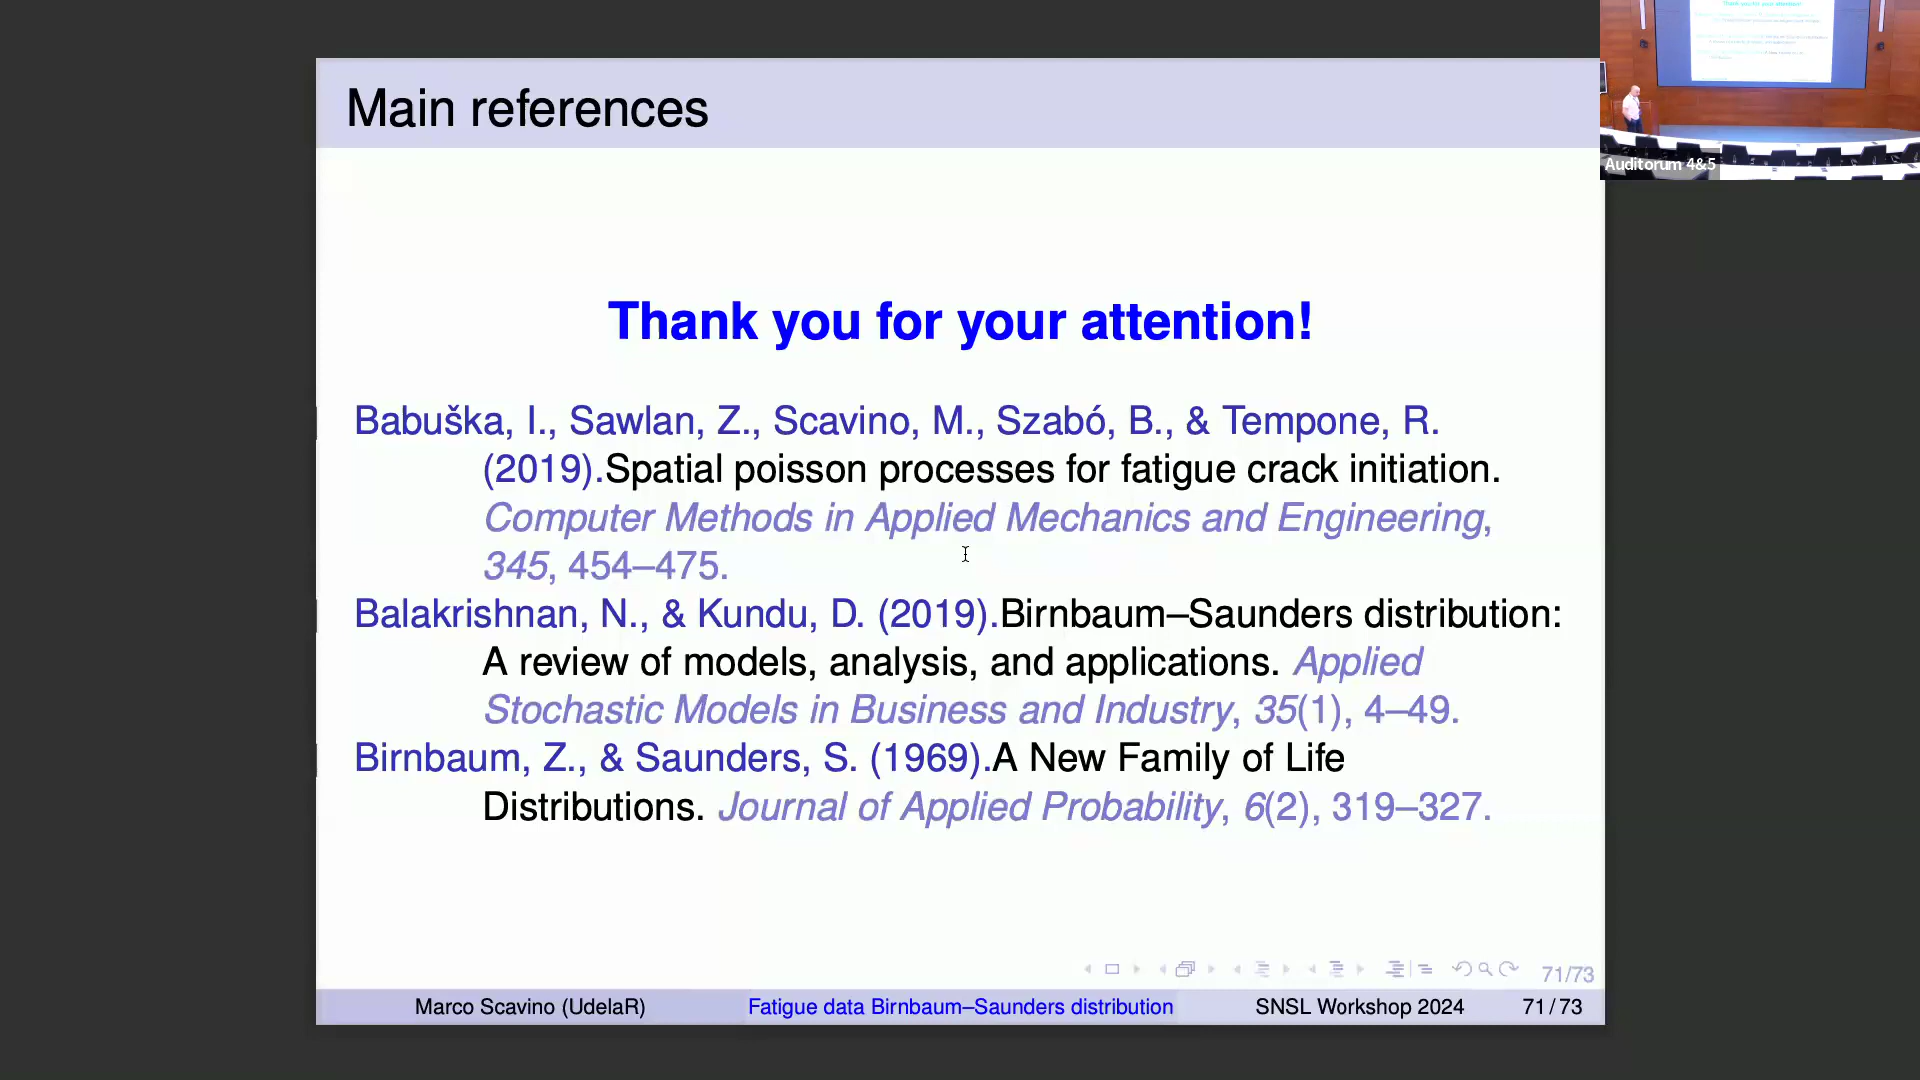 Main references
Auditorum 4&5
Thank you for your attention!
Babuška, I., Sawlan, Z., Scavino, M., Szabó, B., & Tempone, R.
(2019).Spatial poisson processes for fatigue crack initiation.
Computer Methods in Applied Mechanics and Engineering,
345, 454–475.
Balakrishnan, N., & Kundu, D. (2019).Birnbaum–Saunders distribution:
A review of models, analysis, and applications. Applied
Stochastic Models in Business and Industry, 35(1), 4–49.
Birnbaum, Z., & Saunders, S. (1969).A New Family of Life
Distributions. Journal of Applied Probability, 6(2), 319–327.
71/73
Marco Scavino (UdelaR) Fatigue data Birnbaum–Saunders distribution SNSL Workshop 2024 71 / 73